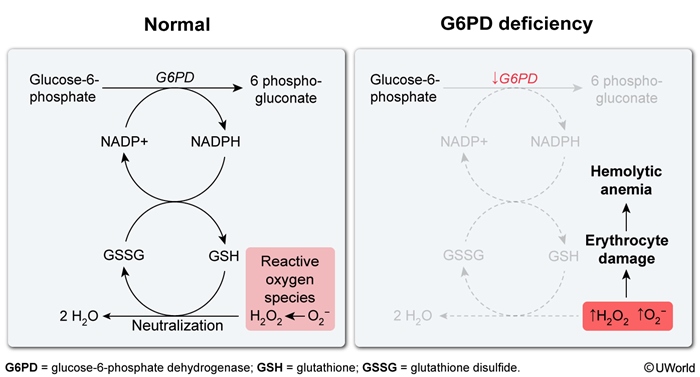 Normal
Glucose-6-
phosphate
G6PD
6 phospho-
gluconate
NADP+
NADPH
GSSG
GSH
Reactive
oxygen
species
2 H₂O
Neutralization
H₂O₂
O₂⁻
G6PD deficiency
Glucose-6-
phosphate
↓G6PD
6 phospho-
gluconate
NADP+
NADPH
Hemolytic
anemia
GSSG
GSH
Erythrocyte
damage
2 H₂O
↑H₂O₂ ↑O₂⁻
G6PD = glucose-6-phosphate dehydrogenase; GSH = glutathione; GSSG = glutathione disulfide.
©UWorld